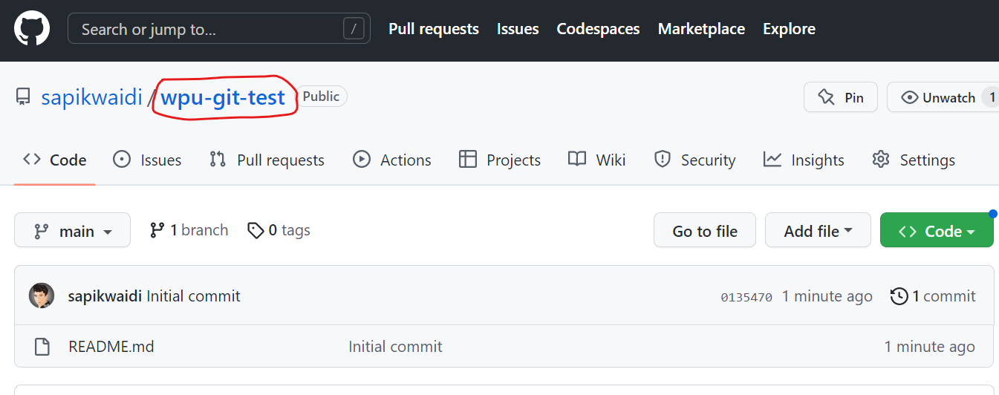 Search or jump to... / Pull requests Issues Codespaces Marketplace Explore
sapikwaidi / wpu-git-test Public Pin Unwatch 1
Code Issues Pull requests Actions Projects Wiki Security Insights Settings
main 1 branch 0 tags Go to file Add file Code
sapikwaidi Initial commit 0135470 1 minute ago 1 commit
README.md Initial commit 1 minute ago